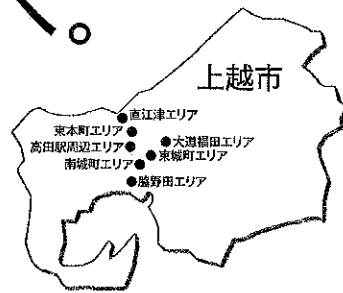 上越市
直江津エリア
東本町エリア
高田駅周辺エリア
大道福田エリア
東城町エリア
南城町エリア
脇野田エリア